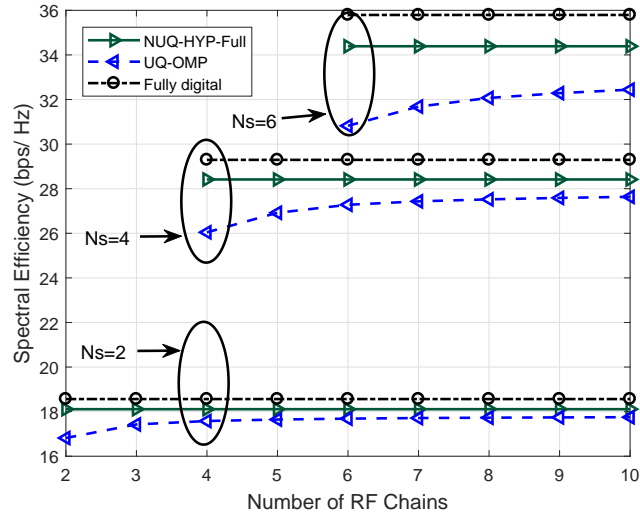 36
34
32
30
28
26
24
22
20
18
16
Spectral Efficiency (bps/ Hz)
NUQ-HYP-Full
UQ-OMP
Fully digital
Ns=6
Ns=4
Ns=2
2 3 4 5 6 7 8 9 10
Number of RF Chains